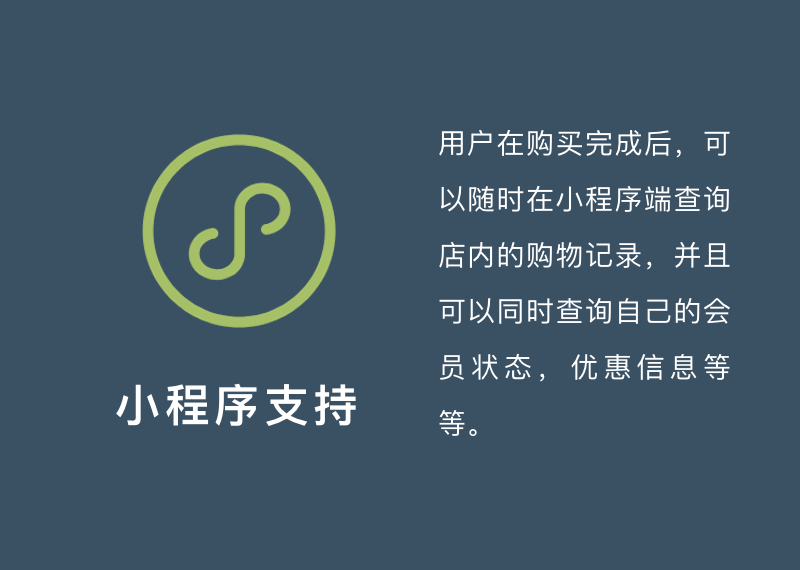 小程序支持
用户在购买完成后，可
以随时在小程序端查询
店内的购物记录，并且
可以同时查询自己的会
员状态，优惠信息等
等。